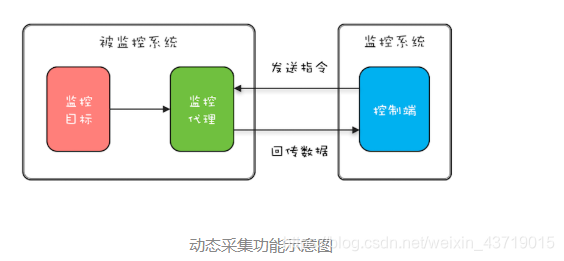 被监控系统
监控系统
监控
目标
监控
代理
发送指令
控制端
回传数据
动态采集功能示意图
https://blog.csdn.net/weixin_43719015